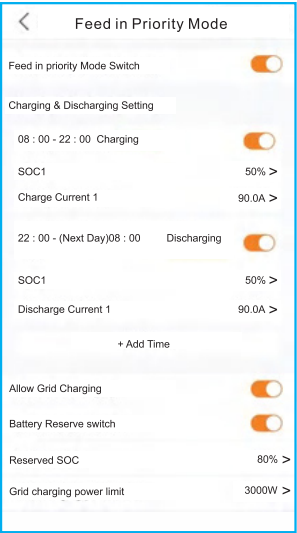 Feed in Priority Mode
Feed in priority Mode Switch
Charging & Discharging Setting
08 : 00 - 22 : 00 Charging
SOC1 50% >
Charge Current 1 90.0A >
22 : 00 - (Next Day)08 : 00 Discharging
SOC1 50% >
Discharge Current 1 90.0A >
+ Add Time
Allow Grid Charging
Battery Reserve switch
Reserved SOC 80% >
Grid charging power limit 3000W >